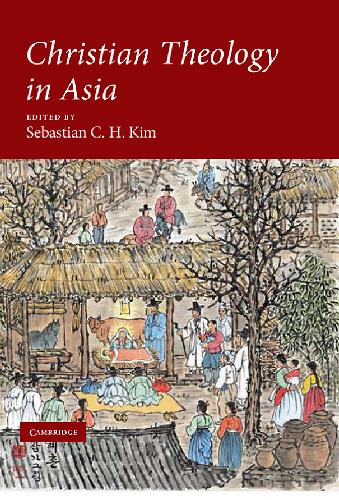 Christian Theology
in Asia
EDITED BY
Sebastian C. H. Kim
CAMBRIDGE